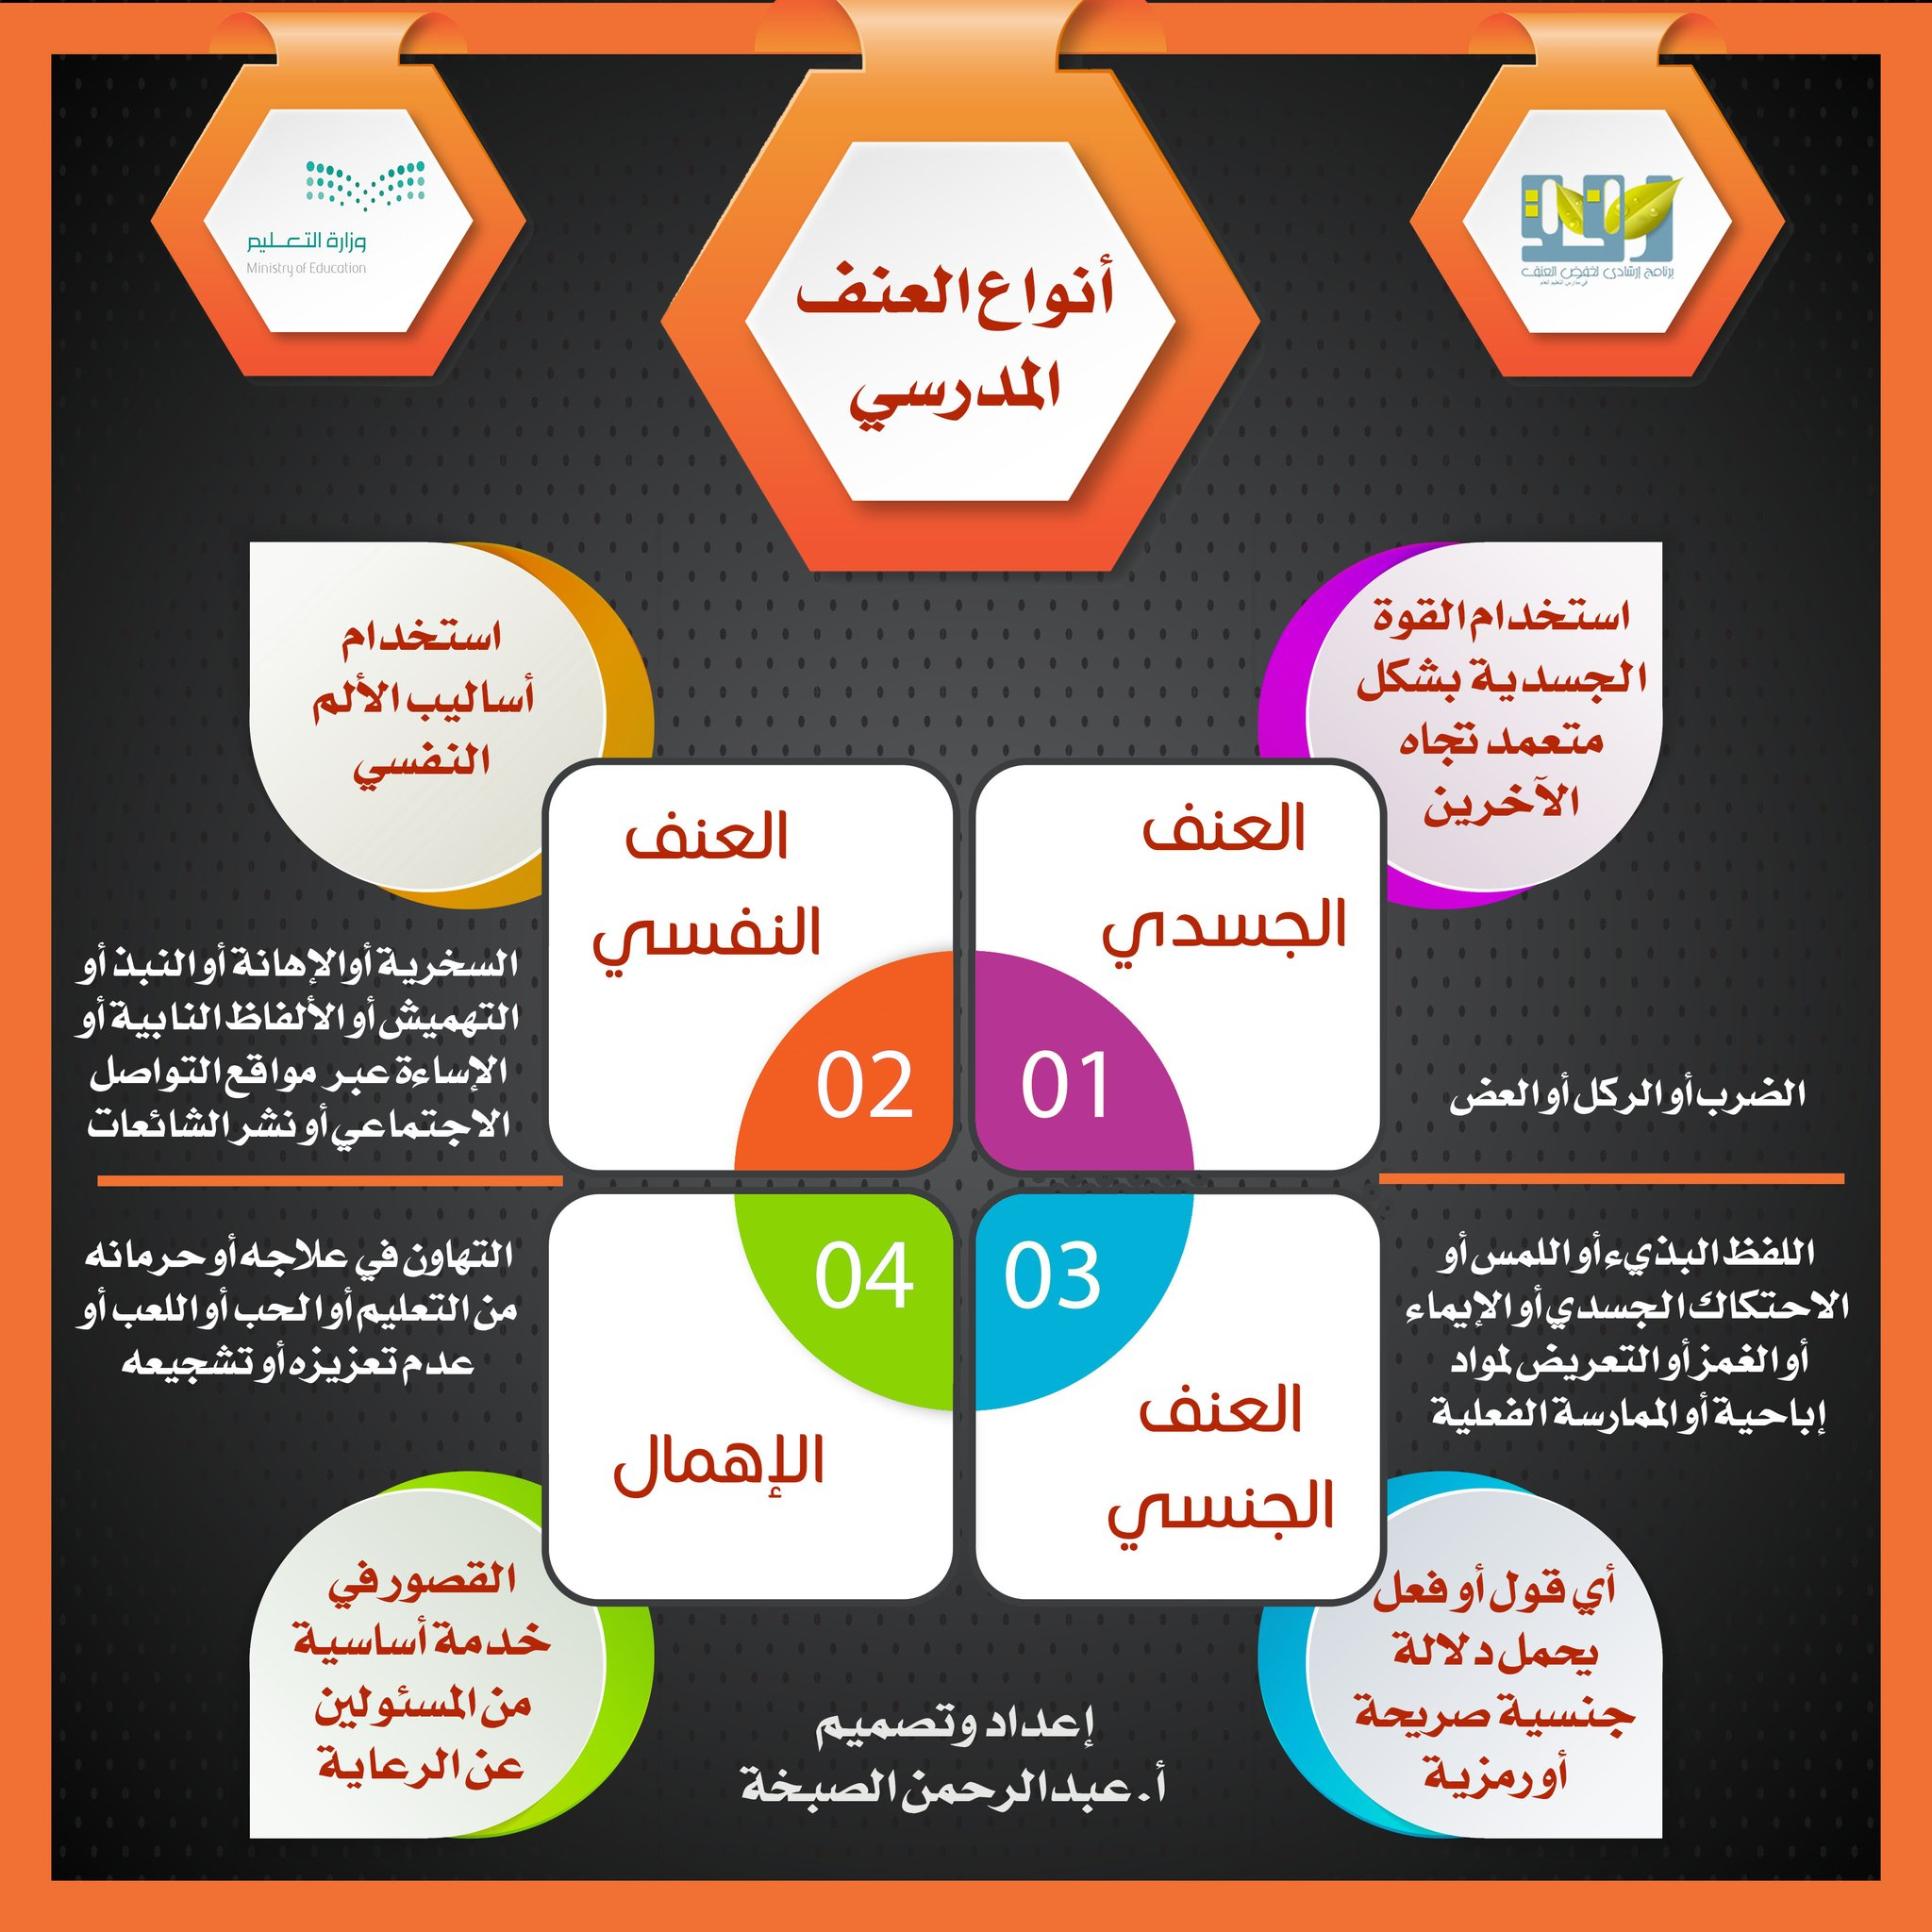 رفق
برنامج إرشادي لخفض العنف
في مدارس التعليم العام
أنواع العنف
المدرسي
وزارة التعليم
Ministry of Education
استخدام القوة
الجسدية بشكل
متعمد تجاه
الآخرين
العنف
الجسدي
01
الضرب أو الركل أو العض
استخدام
أساليب الألم
النفسي
العنف
النفسي
02
السخرية أو الإهانة أو النبذ أو
التهميش أو الألفاظ النابية أو
الإساءة عبر مواقع التواصل
الاجتماعي أو نشر الشائعات
03
العنف
الجنسي
اللفظ البذيء أو اللمس أو
الاحتكاك الجسدي أو الإيماء
أو الغمز أو التعريض لمواد
إباحية أو الممارسة الفعلية
أي قول أو فعل
يحمل دلالة
جنسية صريحة
أو رمزية
04
الإهمال
التهاون في علاجه أو حرمانه
من التعليم أو الحب أو اللعب أو
عدم تعزيزه أو تشجيعه
القصور في
خدمة أساسية
من المسئولين
عن الرعاية
إعداد وتصميم
أ. عبدالرحمن الصبخة